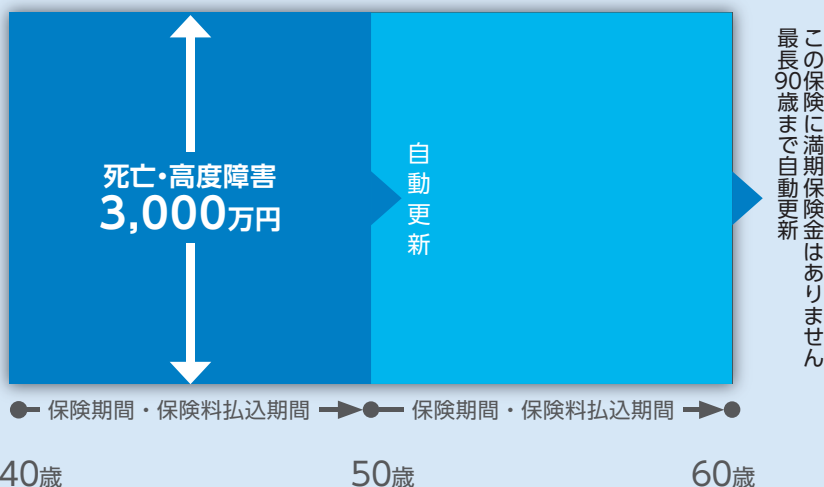 死亡・高度障害
3,000万円
自動更新
この保険に満期保険金はありません
最長90歳まで自動更新
保険期間・保険料払込期間
保険期間・保険料払込期間
40歳
50歳
60歳